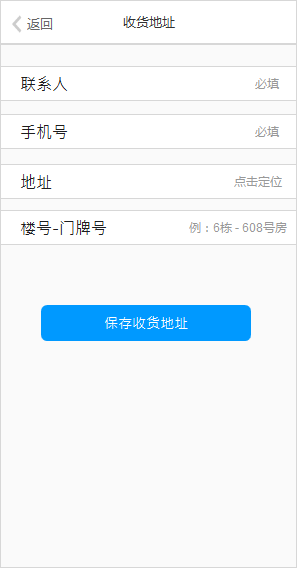 返回
收货地址
联系人 必填
手机号 必填
地址 点击定位
楼号-门牌号 例：6栋 - 608号房
保存收货地址